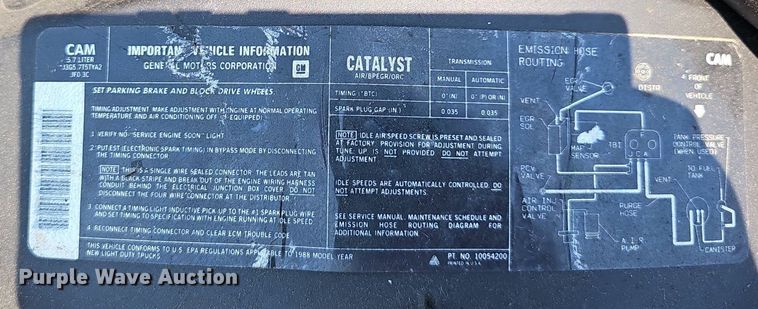 CAM
5.7 LITER
JF0 3C
IMPORTANT VEHICLE INFORMATION
GENERAL MOTORS CORPORATION
GM
SET PARKING BRAKE AND BLOCK DRIVE WHEELS.
TIMING ADJUSTMENT: MAKE ADJUSTMENT WITH ENGINE AT NORMAL OPERATING
TEMPERATURE AND AIR CONDITIONING OFF (IF EQUIPPED)
1 VERIFY NO "SERVICE ENGINE SOON" LIGHT
2 PUT EST (ELECTRONIC SPARK TIMING) IN BYPASS MODE BY DISCONNECTING
THE TIMING CONNECTOR
NOTE THIS IS A SINGLE WIRE SEALED CONNECTOR. THE LEADS ARE TAN
WITH A BLACK STRIPE AND BREAK OUT OF THE ENGINE WIRING HARNESS
CONDUIT BEHIND THE ELECTRICAL JUNCTION BOX COVER DO NOT
DISCONNECT THE FOUR WIRE CONNECTOR AT THE DISTRIBUTOR
3 CONNECT A TIMING LIGHT INDUCTIVE PICK UP TO THE #1 SPARK PLUG WIRE
AND SET TIMING TO SPECIFICATION WITH ENGINE RUNNING AT IDLE SPEED
4 RECONNECT TIMING CONNECTOR AND CLEAR ECM TROUBLE CODE
THIS VEHICLE CONFORMS TO U.S. EPA REGULATIONS APPLICABLE TO 1988 MODEL YEAR
NEW LIGHT DUTY TRUCKS
CATALYST
AIR/BPEGR/ORC
TRANSMISSION
MANUAL AUTOMATIC
TIMING (°BTC) 0° (N) 0° (P) OR (N)
SPARK PLUG GAP (IN.) 0.035 0.035
NOTE IDLE AIR SPEED SCREW IS PRESET AND SEALED
AT FACTORY. PROVISION FOR ADJUSTMENT DURING
TUNE UP IS NOT PROVIDED DO NOT ATTEMPT
ADJUSTMENT.
IDLE SPEEDS ARE AUTOMATICALLY CONTROLLED. DO
NOT ATTEMPT TO ADJUST.
SEE SERVICE MANUAL, MAINTENANCE SCHEDULE AND
EMISSION HOSE ROUTING DIAGRAM FOR
ADDITIONAL INFORMATION.
PT. NO. 10054200
PRINTED IN U.S.A.
EMISSION HOSE
ROUTING
CAM
EGR VALVE
DISTR
FRONT OF
VEHICLE
VENT
EGR
SOL
MAP
SENSOR
TBI
TANK PRESSURE
CONTROL VALVE
(WHEN USED)
PCV
VALVE
AIR INJ
CONTROL
VALVE
PURGE
HOSE
VENT
TO FUEL
TANK
A.I.R.
PUMP
CANISTER
Purple Wave Auction